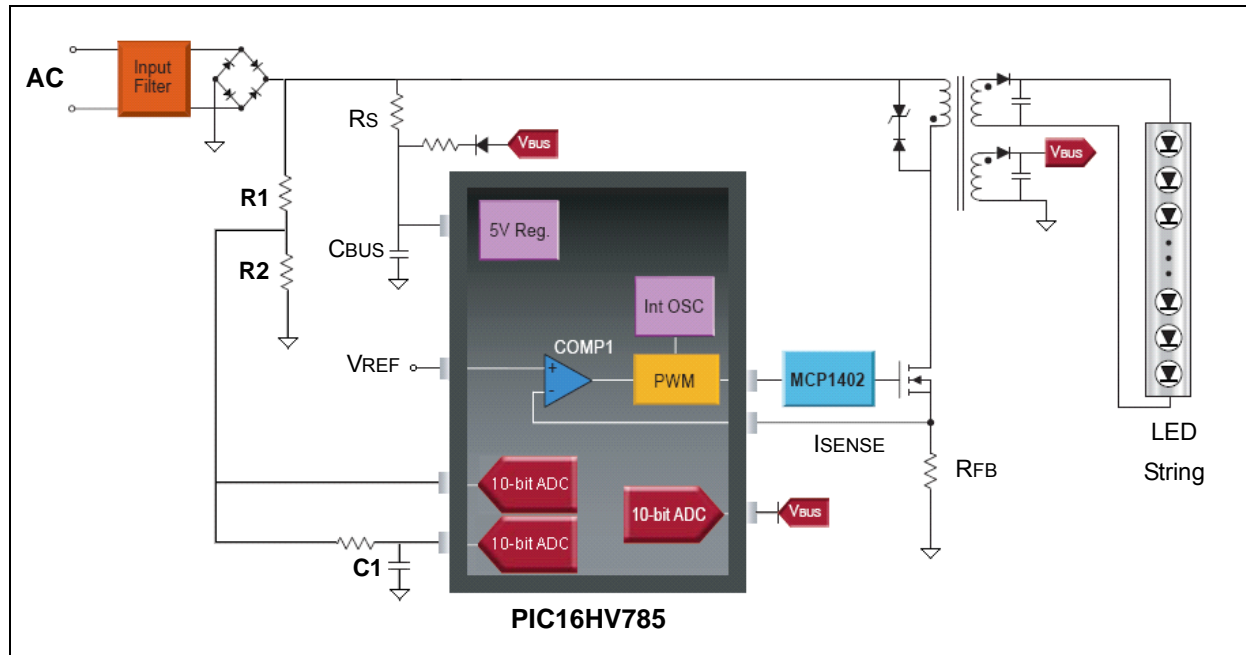 AC
Input
Filter
RS
VBUS
R1
R2
CBUS
5V Reg.
Int OSC
COMP1
VREF
+
-
PWM
MCP1402
ISENSE
RFB
10-bit ADC
10-bit ADC
10-bit ADC
VBUS
C1
PIC16HV785
VBUS
LED
String